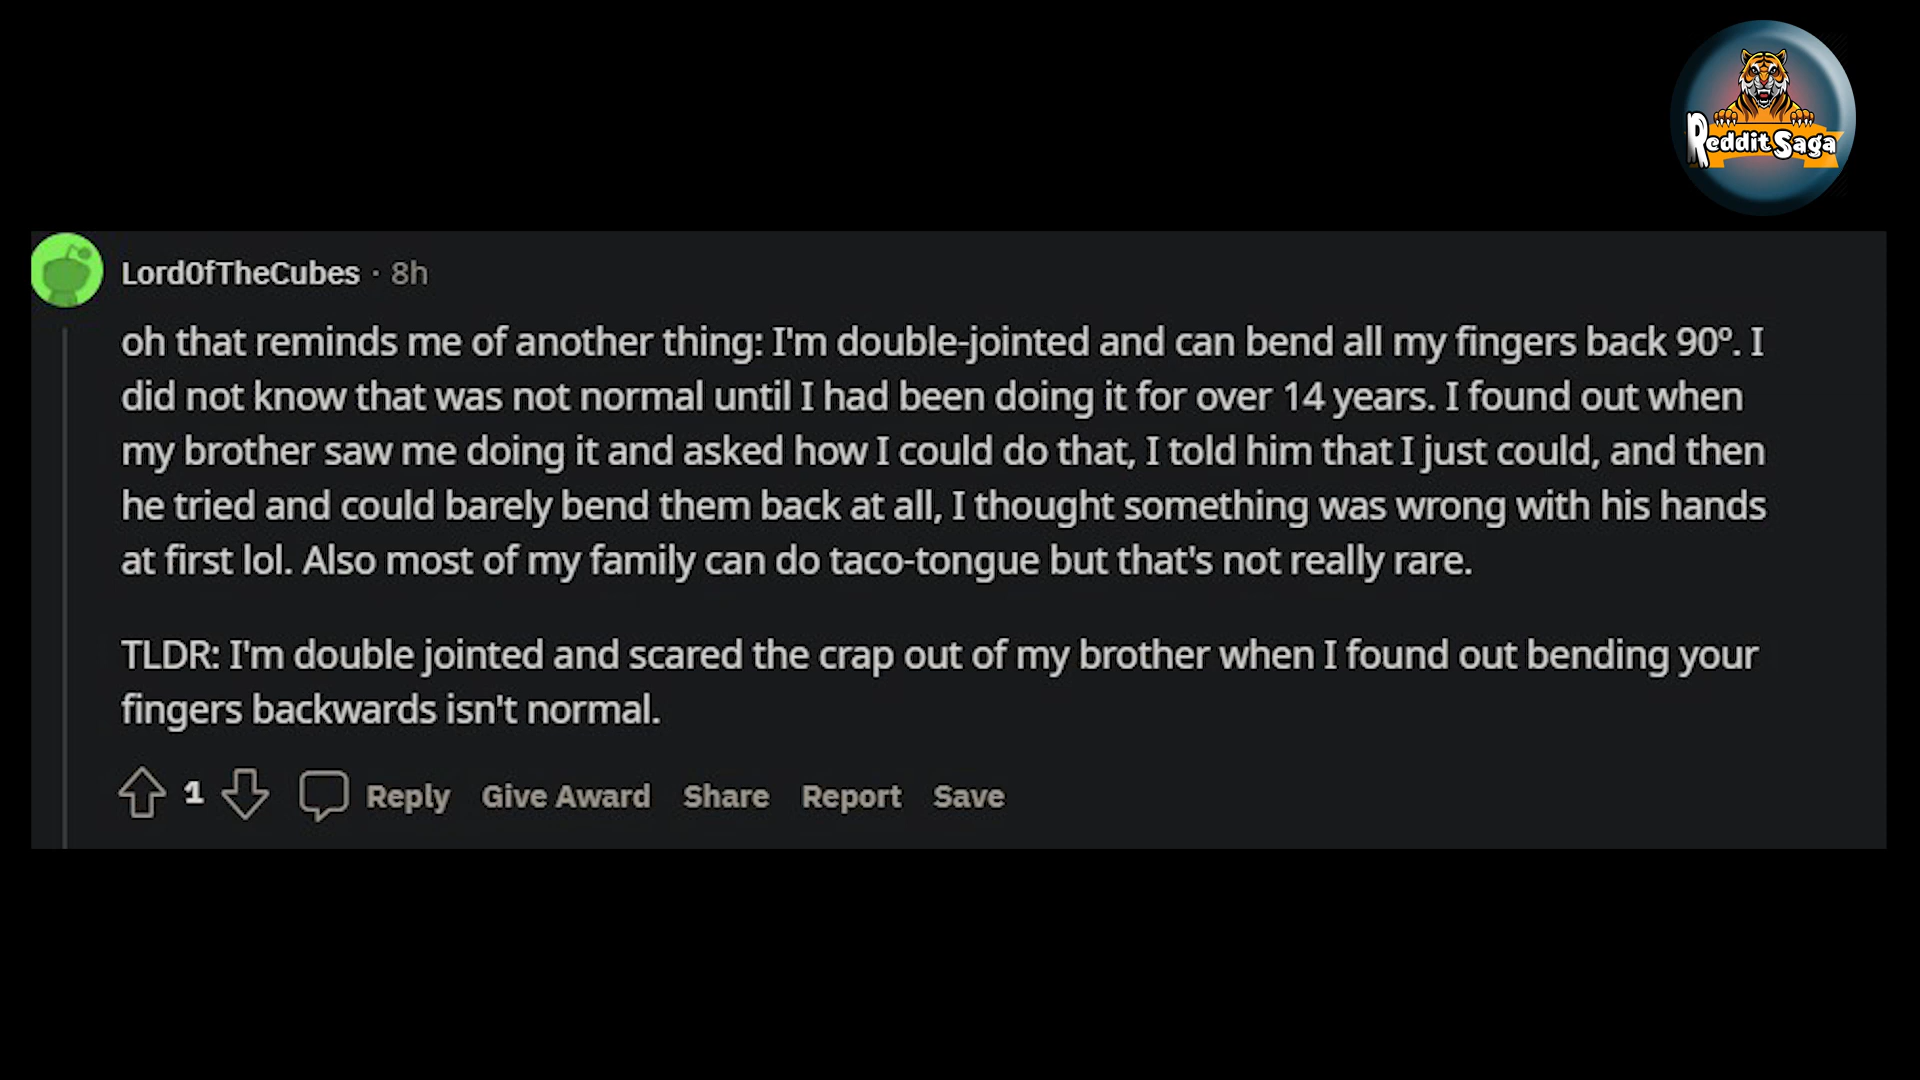 Reddit Saga
LordOfTheCubes · 8h
oh that reminds me of another thing: I'm double-jointed and can bend all my fingers back 90º. I
did not know that was not normal until I had been doing it for over 14 years. I found out when
my brother saw me doing it and asked how I could do that, I told him that I just could, and then
he tried and could barely bend them back at all, I thought something was wrong with his hands
at first lol. Also most of my family can do taco-tongue but that's not really rare.
TLDR: I'm double jointed and scared the crap out of my brother when I found out bending your
fingers backwards isn't normal.
1 Reply Give Award Share Report Save